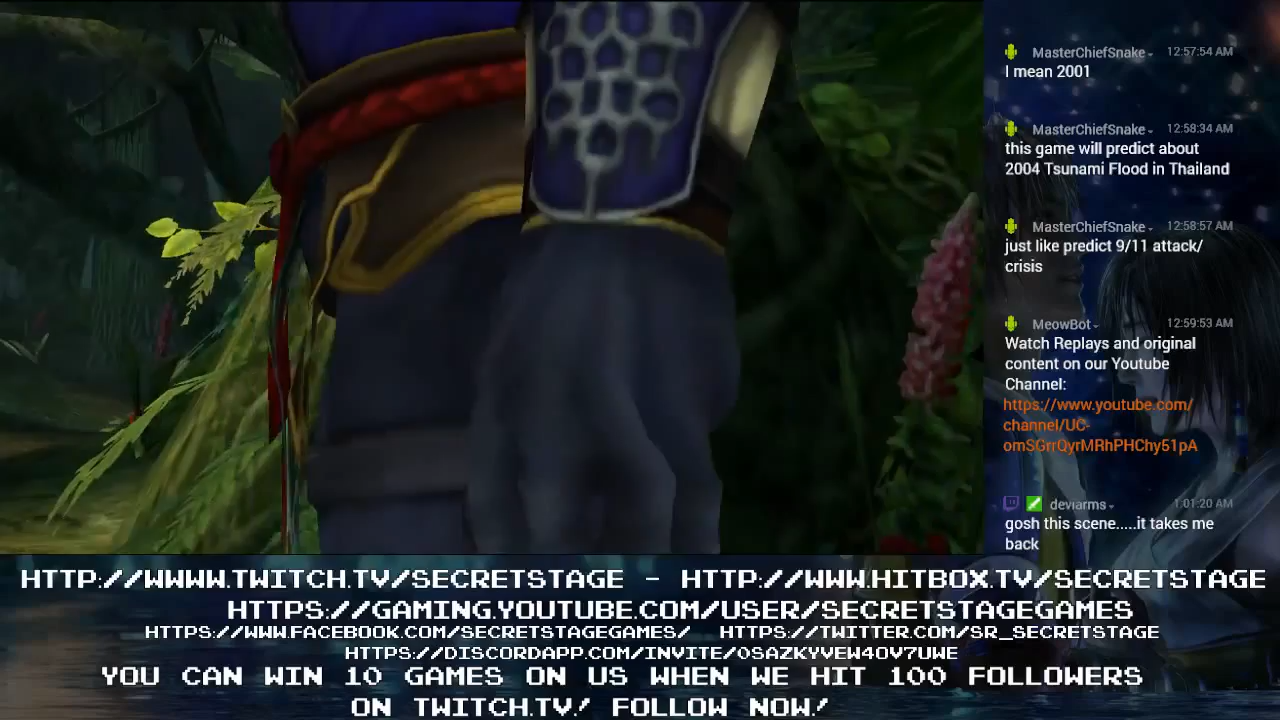 MasterChiefSnake 12:57:54 AM
I mean 2001
MasterChiefSnake 12:58:34 AM
this game will predict about
2004 Tsunami Flood in Thailand
MasterChiefSnake 12:58:57 AM
just like predict 9/11 attack/
crisis
MeowBot 12:59:53 AM
Watch Replays and original
content on our Youtube
Channel:
https://www.youtube.com/
channel/UC-
omSGrrQyrMRhPHChy51pA
deviarms 1:01:20 AM
gosh this scene.....it takes me
back
HTTP://WWWW.TWITCH.TV/SECRETSTAGE - HTTP://WWW.HITBOX.TV/SECRETSTAGE
HTTPS://GAMING.YOUTUBE.COM/USER/SECRETSTAGEGAMES
HTTPS://WWW.FACEBOOK.COM/SECRETSTAGEGAMES/ HTTPS://TWITTER.COM/SR_SECRETSTAGE
HTTPS://DISCORDAPP.COM/INVITE/0SAZKYVEW4OV7UWE
YOU CAN WIN 10 GAMES ON US WHEN WE HIT 100 FOLLOWERS
ON TWITCH.TV! FOLLOW NOW!